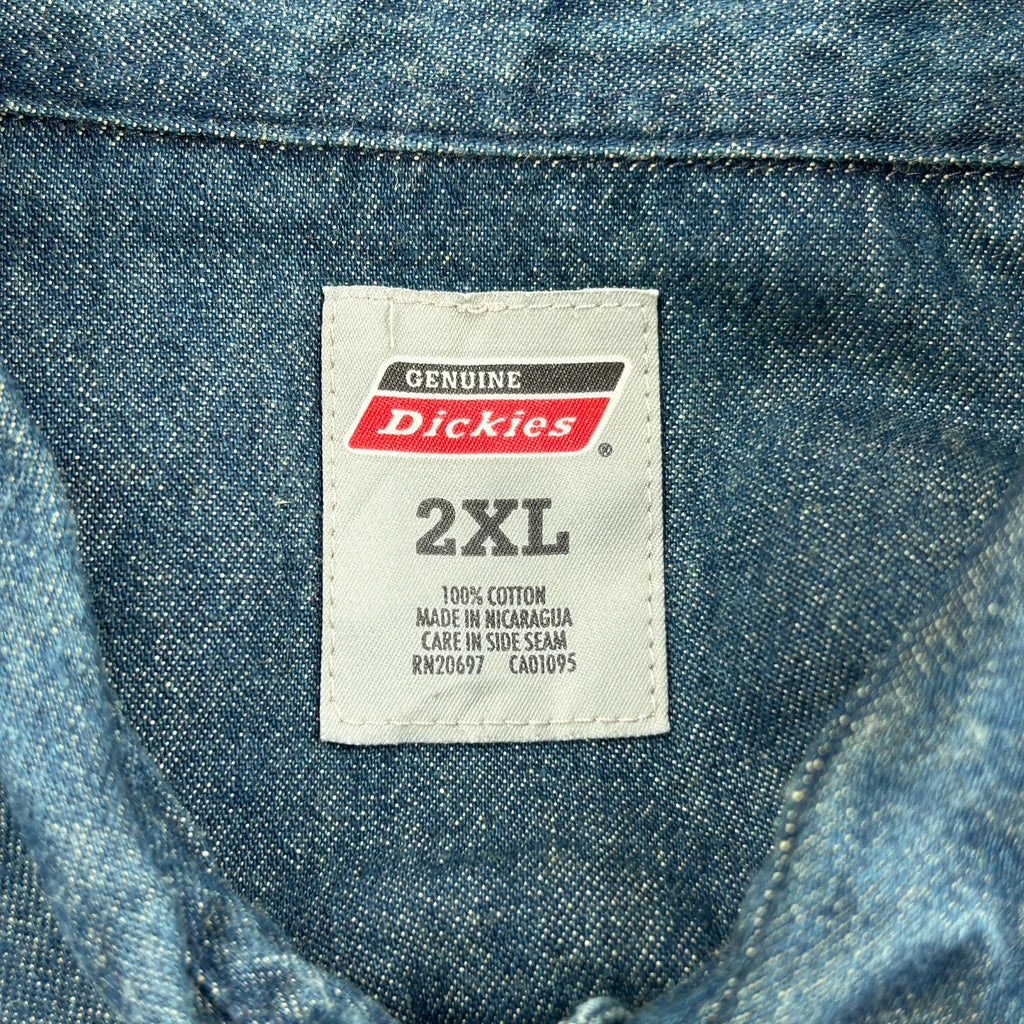 GENUINE
Dickies
®
2XL
100% COTTON
MADE IN NICARAGUA
CARE IN SIDE SEAM
RN20697 CA01095